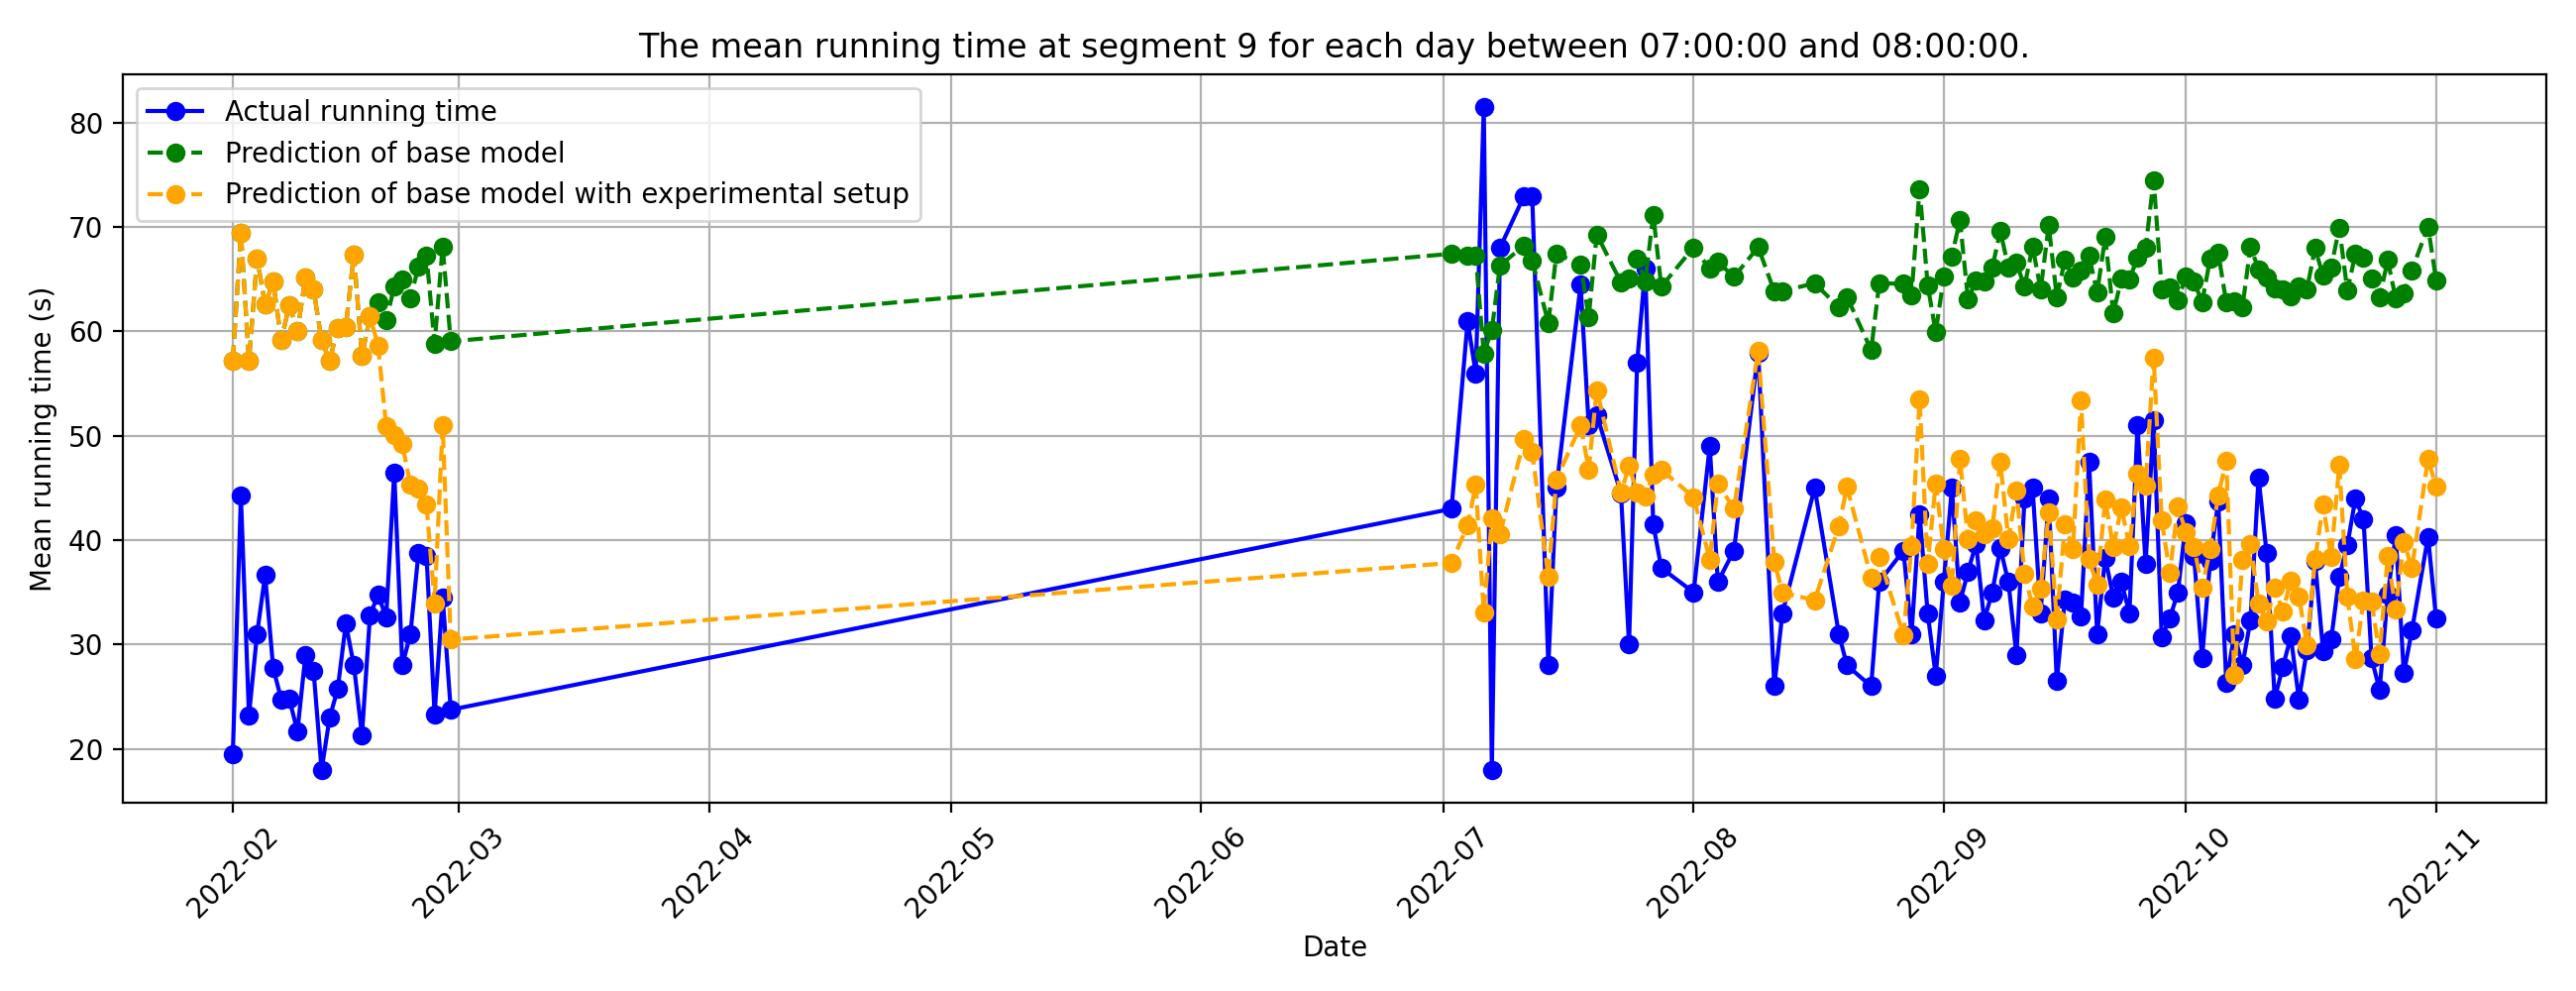 The mean running time at segment 9 for each day between 07:00:00 and 08:00:00.
Actual running time
Prediction of base model
Prediction of base model with experimental setup
Mean running time (s)
80
70
60
50
40
30
20
2022-02
2022-03
2022-04
2022-05
2022-06
2022-07
2022-08
2022-09
2022-10
2022-11
Date